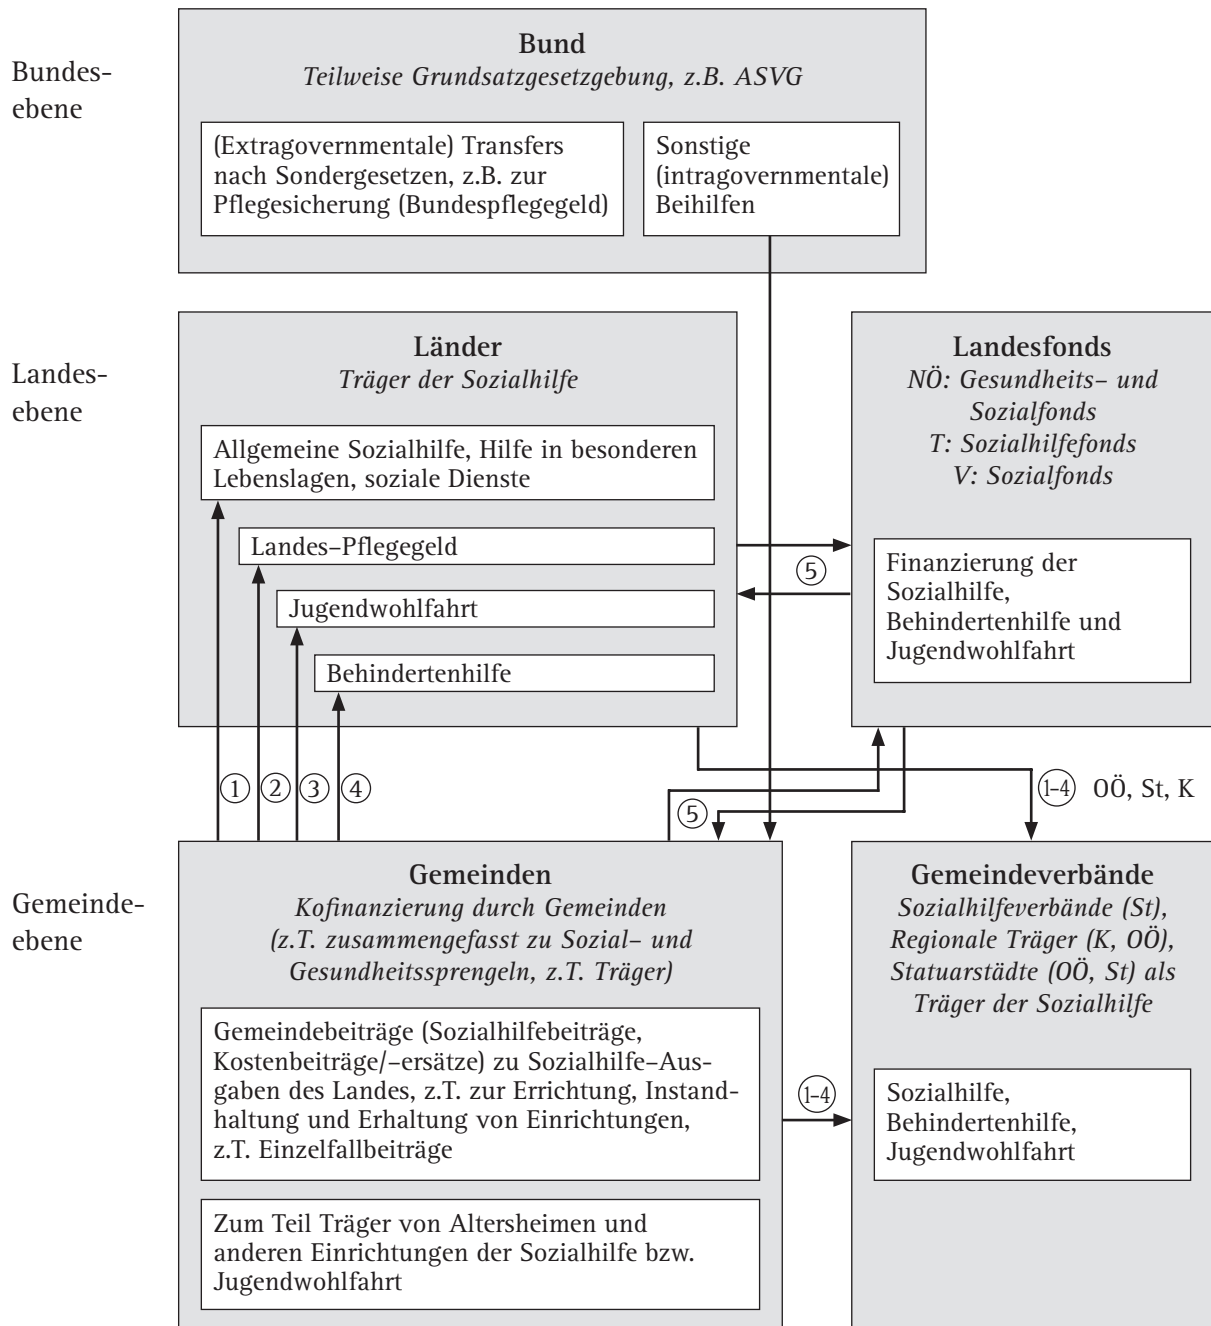 Bundes-
ebene
Bund
Teilweise Grundsatzgesetzgebung, z.B. ASVG
(Extragovernmentale) Transfers
nach Sondergesetzen, z.B. zur
Pflegesicherung (Bundespflegegeld)
Sonstige
(intragovernmentale)
Beihilfen
Landes-
ebene
Länder
Träger der Sozialhilfe
Allgemeine Sozialhilfe, Hilfe in besonderen
Lebenslagen, soziale Dienste
Landes-Pflegegeld
Jugendwohlfahrt
Behindertenhilfe
5
Landesfonds
NÖ: Gesundheits- und
Sozialfonds
T: Sozialhilfefonds
V: Sozialfonds
Finanzierung der
Sozialhilfe,
Behindertenhilfe und
Jugendwohlfahrt
1 2 3 4
5
1-4 OÖ, St, K
Gemeinde-
ebene
Gemeinden
Kofinanzierung durch Gemeinden
(z.T. zusammengefasst zu Sozial- und
Gesundheitssprengeln, z.T. Träger)
Gemeindebeiträge (Sozialhilfebeiträge,
Kostenbeiträge/-ersätze) zu Sozialhilfe-Aus-
gaben des Landes, z.T. zur Errichtung, Instand-
haltung und Erhaltung von Einrichtungen,
z.T. Einzelfallbeiträge
Zum Teil Träger von Altersheimen und
anderen Einrichtungen der Sozialhilfe bzw.
Jugendwohlfahrt
1-4
Gemeindeverbände
Sozialhilfeverbände (St),
Regionale Träger (K, OÖ),
Statuarstädte (OÖ, St) als
Träger der Sozialhilfe
Sozialhilfe,
Behindertenhilfe,
Jugendwohlfahrt